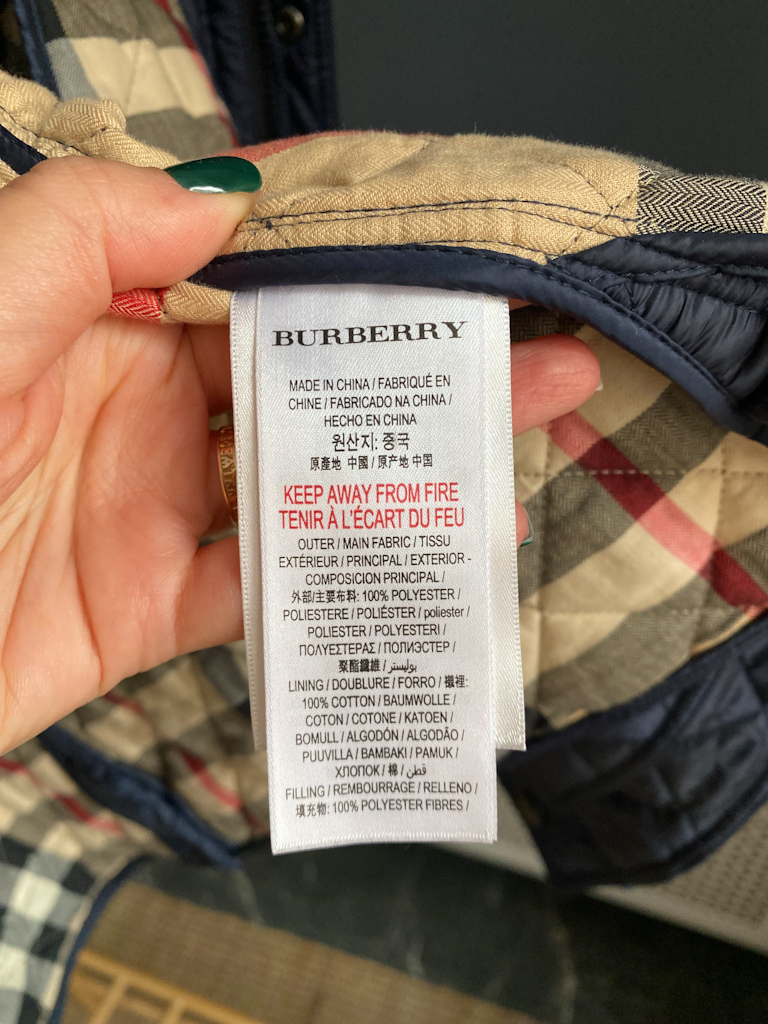 BURBERRY
MADE IN CHINA / FABRIQUÉ EN
CHINE / FABRICADO NA CHINA /
HECHO EN CHINA
원산지: 중국
原產地 中國 / 原产地 中国
KEEP AWAY FROM FIRE
TENIR À L'ÉCART DU FEU
OUTER / MAIN FABRIC / TISSU
EXTÉRIEUR / PRINCIPAL / EXTERIOR -
COMPOSICION PRINCIPAL /
外部/主要布料: 100% POLYESTER /
POLIESTERE / POLIÉSTER / poliester /
POLIESTER / POLYESTERI /
ΠΟΛΥΕΣΤΕΡΑΣ / ПОЛИЭСТЕР /
聚酯纖維 / بوليستر /
LINING / DOUBLURE / FORRO / 襯裡:
100% COTTON / BAUMWOLLE /
COTON / COTONE / KATOEN /
BOMULL / ALGODÓN / ALGODÃO /
PUUVILLA / BAMBAKI / PAMUK /
ХЛОПОК / 棉 / قطن /
FILLING / REMBOURRAGE / RELLENO /
填充物: 100% POLYESTER FIBRES /